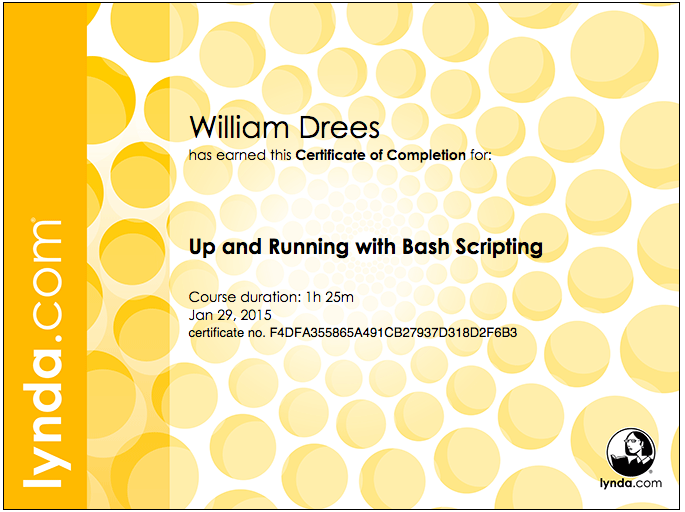 lynda.com
William Drees
has earned this Certificate of Completion for:
Up and Running with Bash Scripting
Course duration: 1h 25m
Jan 29, 2015
certificate no. F4DFA355865A491CB27937D318D2F6B3
lynda.com